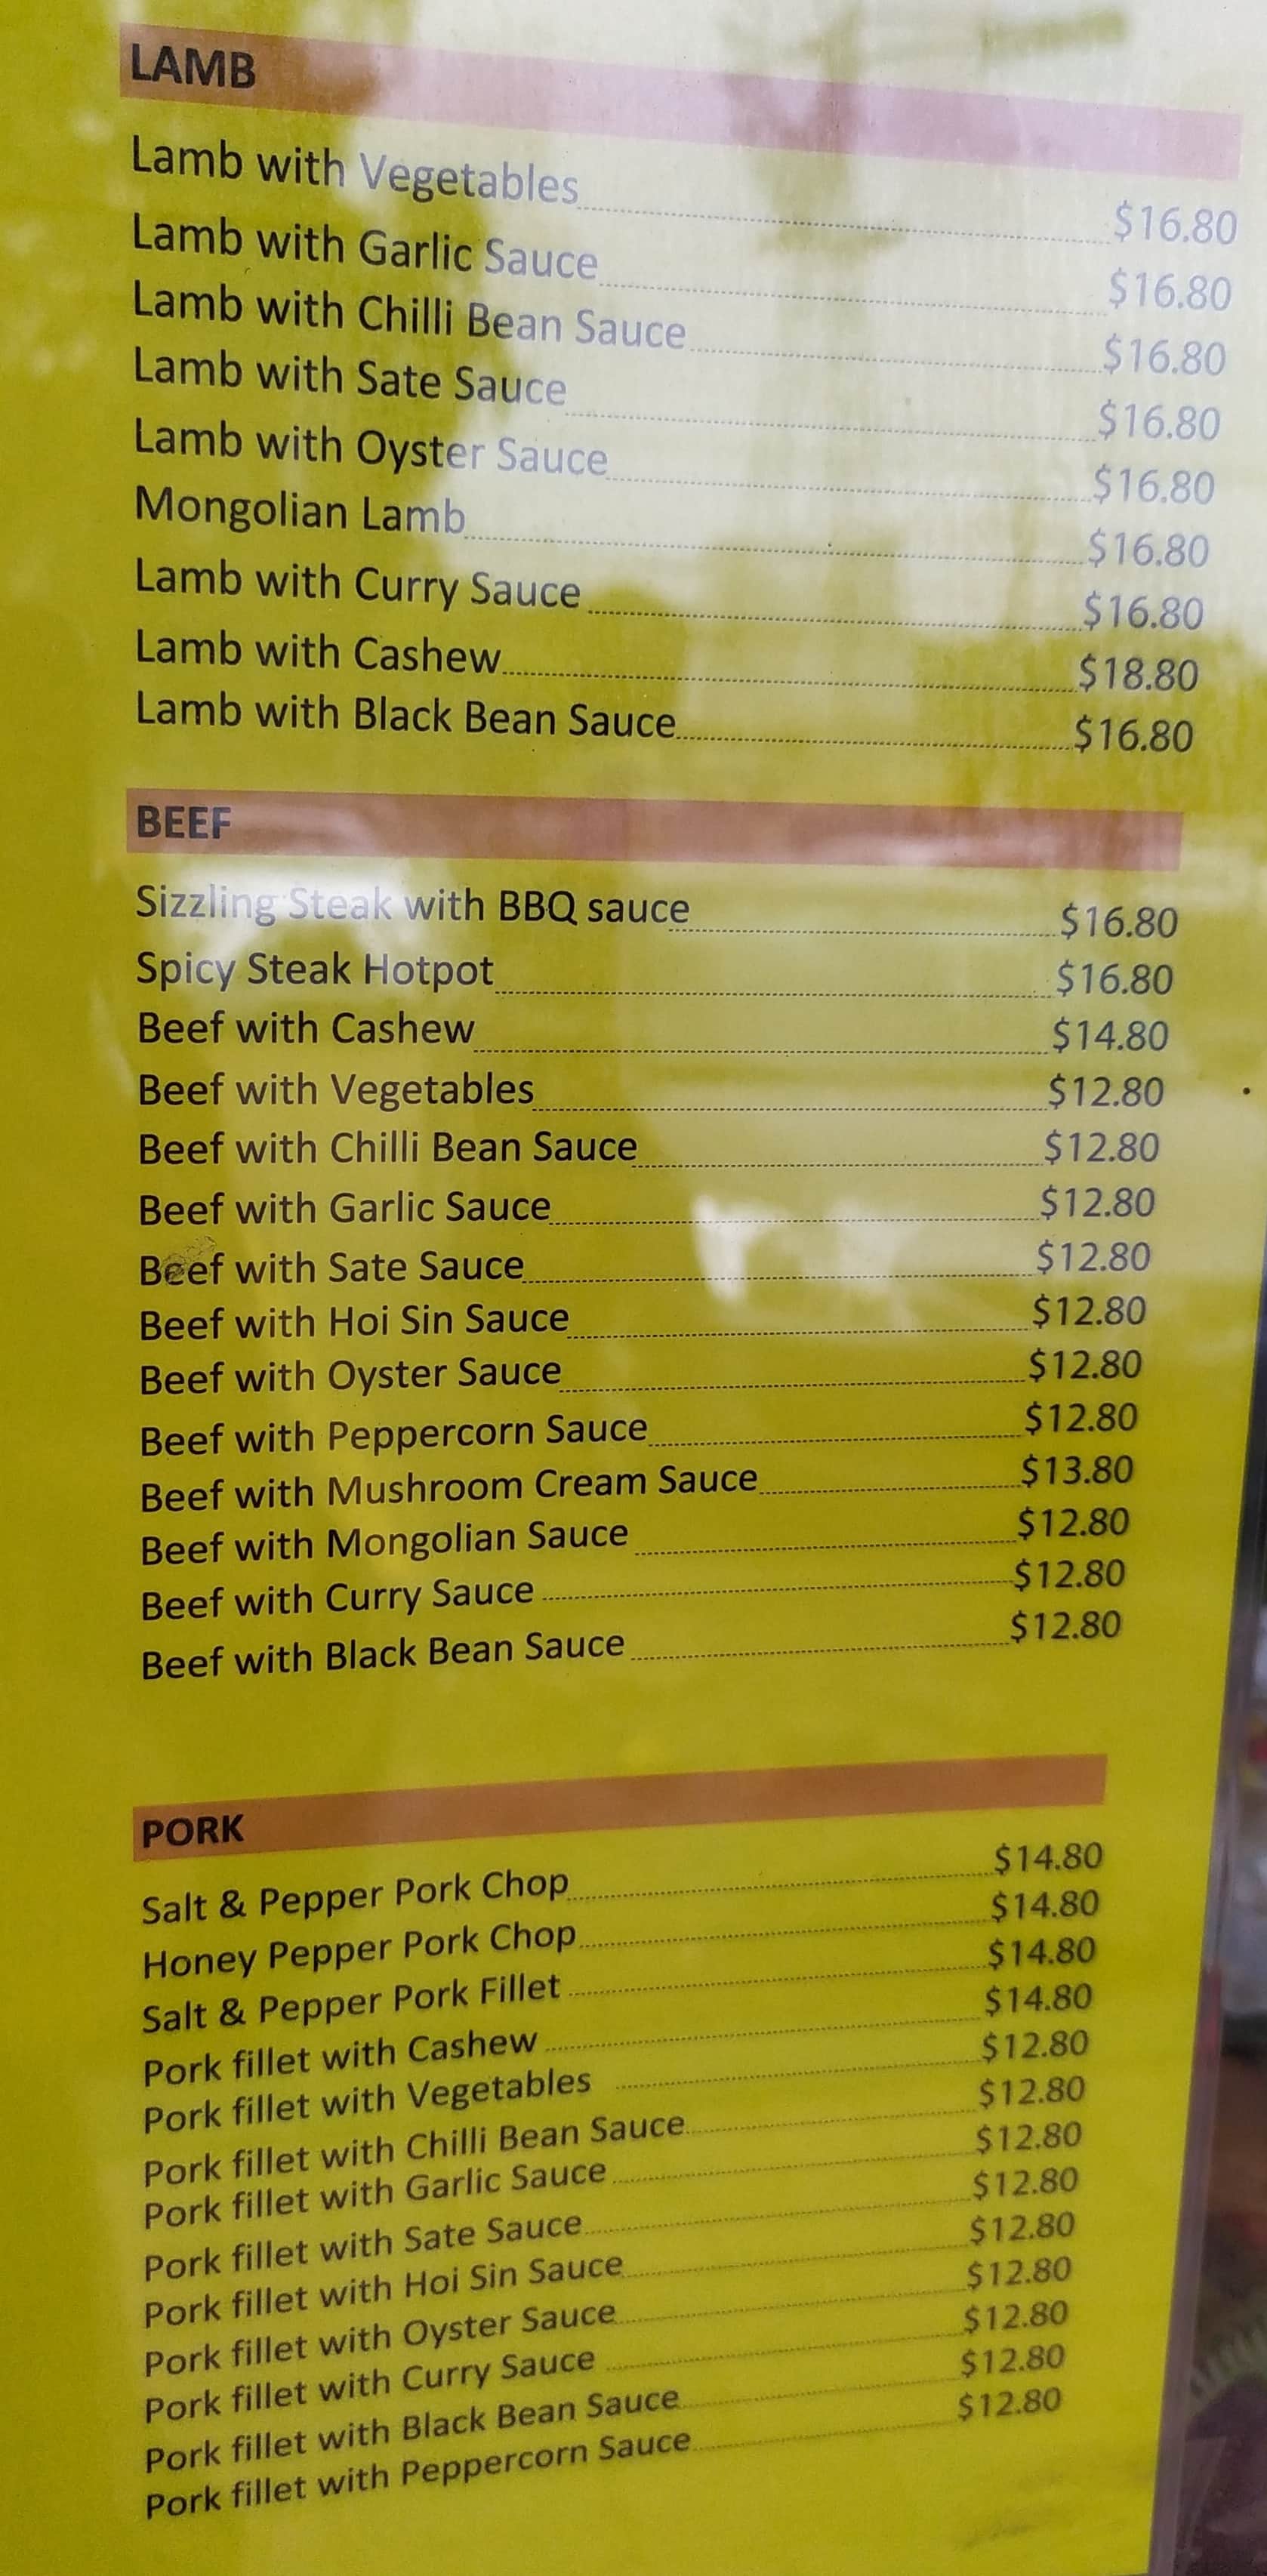 LAMB
Lamb with Vegetables $16.80
Lamb with Garlic Sauce $16.80
Lamb with Chilli Bean Sauce $16.80
Lamb with Sate Sauce $16.80
Lamb with Oyster Sauce $16.80
Mongolian Lamb $16.80
Lamb with Curry Sauce $16.80
Lamb with Cashew $18.80
Lamb with Black Bean Sauce $16.80
BEEF
Sizzling Steak with BBQ sauce $16.80
Spicy Steak Hotpot $16.80
Beef with Cashew $14.80
Beef with Vegetables $12.80
Beef with Chilli Bean Sauce $12.80
Beef with Garlic Sauce $12.80
Beef with Sate Sauce $12.80
Beef with Hoi Sin Sauce $12.80
Beef with Oyster Sauce $12.80
Beef with Peppercorn Sauce $12.80
Beef with Mushroom Cream Sauce $13.80
Beef with Mongolian Sauce $12.80
Beef with Curry Sauce $12.80
Beef with Black Bean Sauce $12.80
PORK
Salt & Pepper Pork Chop $14.80
Honey Pepper Pork Chop $14.80
Salt & Pepper Pork Fillet $14.80
Pork fillet with Cashew $14.80
Pork fillet with Vegetables $12.80
Pork fillet with Chilli Bean Sauce $12.80
Pork fillet with Garlic Sauce $12.80
Pork fillet with Sate Sauce $12.80
Pork fillet with Hoi Sin Sauce $12.80
Pork fillet with Oyster Sauce $12.80
Pork fillet with Curry Sauce $12.80
Pork fillet with Black Bean Sauce $12.80
Pork fillet with Peppercorn Sauce $12.80